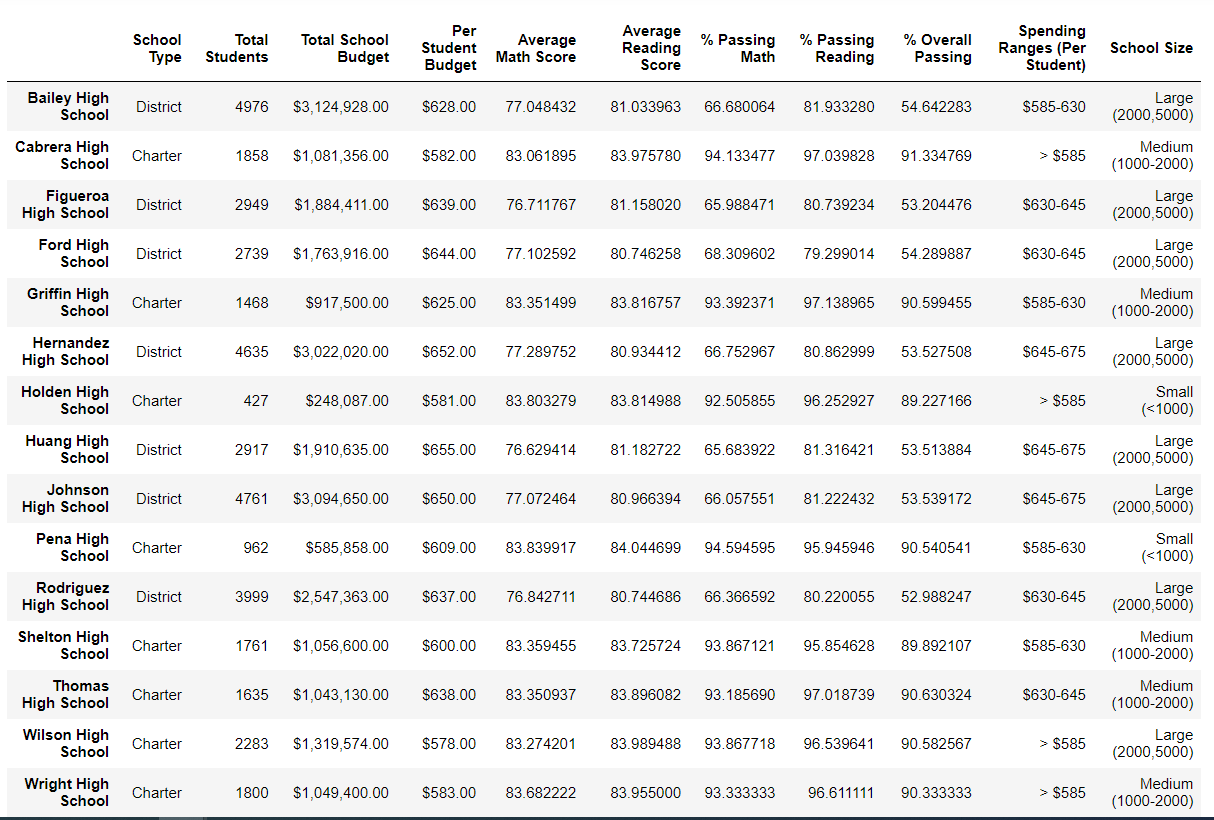 School Type Total Students Total School Budget Per Student Budget Average Math Score Average Reading Score % Passing Math % Passing Reading % Overall Passing Spending Ranges (Per Student) School Size
Bailey High School District 4976 $3,124,928.00 $628.00 77.048432 81.033963 66.680064 81.933280 54.642283 $585-630 Large (2000,5000)
Cabrera High School Charter 1858 $1,081,356.00 $582.00 83.061895 83.975780 94.133477 97.039828 91.334769 > $585 Medium (1000-2000)
Figueroa High School District 2949 $1,884,411.00 $639.00 76.711767 81.158020 65.988471 80.739234 53.204476 $630-645 Large (2000,5000)
Ford High School District 2739 $1,763,916.00 $644.00 77.102592 80.746258 68.309602 79.299014 54.289887 $630-645 Large (2000,5000)
Griffin High School Charter 1468 $917,500.00 $625.00 83.351499 83.816757 93.392371 97.138965 90.599455 $585-630 Medium (1000-2000)
Hernandez High School District 4635 $3,022,020.00 $652.00 77.289752 80.934412 66.752967 80.862999 53.527508 $645-675 Large (2000,5000)
Holden High School Charter 427 $248,087.00 $581.00 83.803279 83.814988 92.505855 96.252927 89.227166 > $585 Small (<1000)
Huang High School District 2917 $1,910,635.00 $655.00 76.629414 81.182722 65.683922 81.316421 53.513884 $645-675 Large (2000,5000)
Johnson High School District 4761 $3,094,650.00 $650.00 77.072464 80.966394 66.057551 81.222432 53.539172 $645-675 Large (2000,5000)
Pena High School Charter 962 $585,858.00 $609.00 83.839917 84.044699 94.594595 95.945946 90.540541 $585-630 Small (<1000)
Rodriguez High School District 3999 $2,547,363.00 $637.00 76.842711 80.744686 66.366592 80.220055 52.988247 $630-645 Large (2000,5000)
Shelton High School Charter 1761 $1,056,600.00 $600.00 83.359455 83.725724 93.867121 95.854628 89.892107 $585-630 Medium (1000-2000)
Thomas High School Charter 1635 $1,043,130.00 $638.00 83.350937 83.896082 93.185690 97.018739 90.630324 $630-645 Medium (1000-2000)
Wilson High School Charter 2283 $1,319,574.00 $578.00 83.274201 83.989488 93.867718 96.539641 90.582567 > $585 Large (2000,5000)
Wright High School Charter 1800 $1,049,400.00 $583.00 83.682222 83.955000 93.333333 96.611111 90.333333 > $585 Medium (1000-2000)